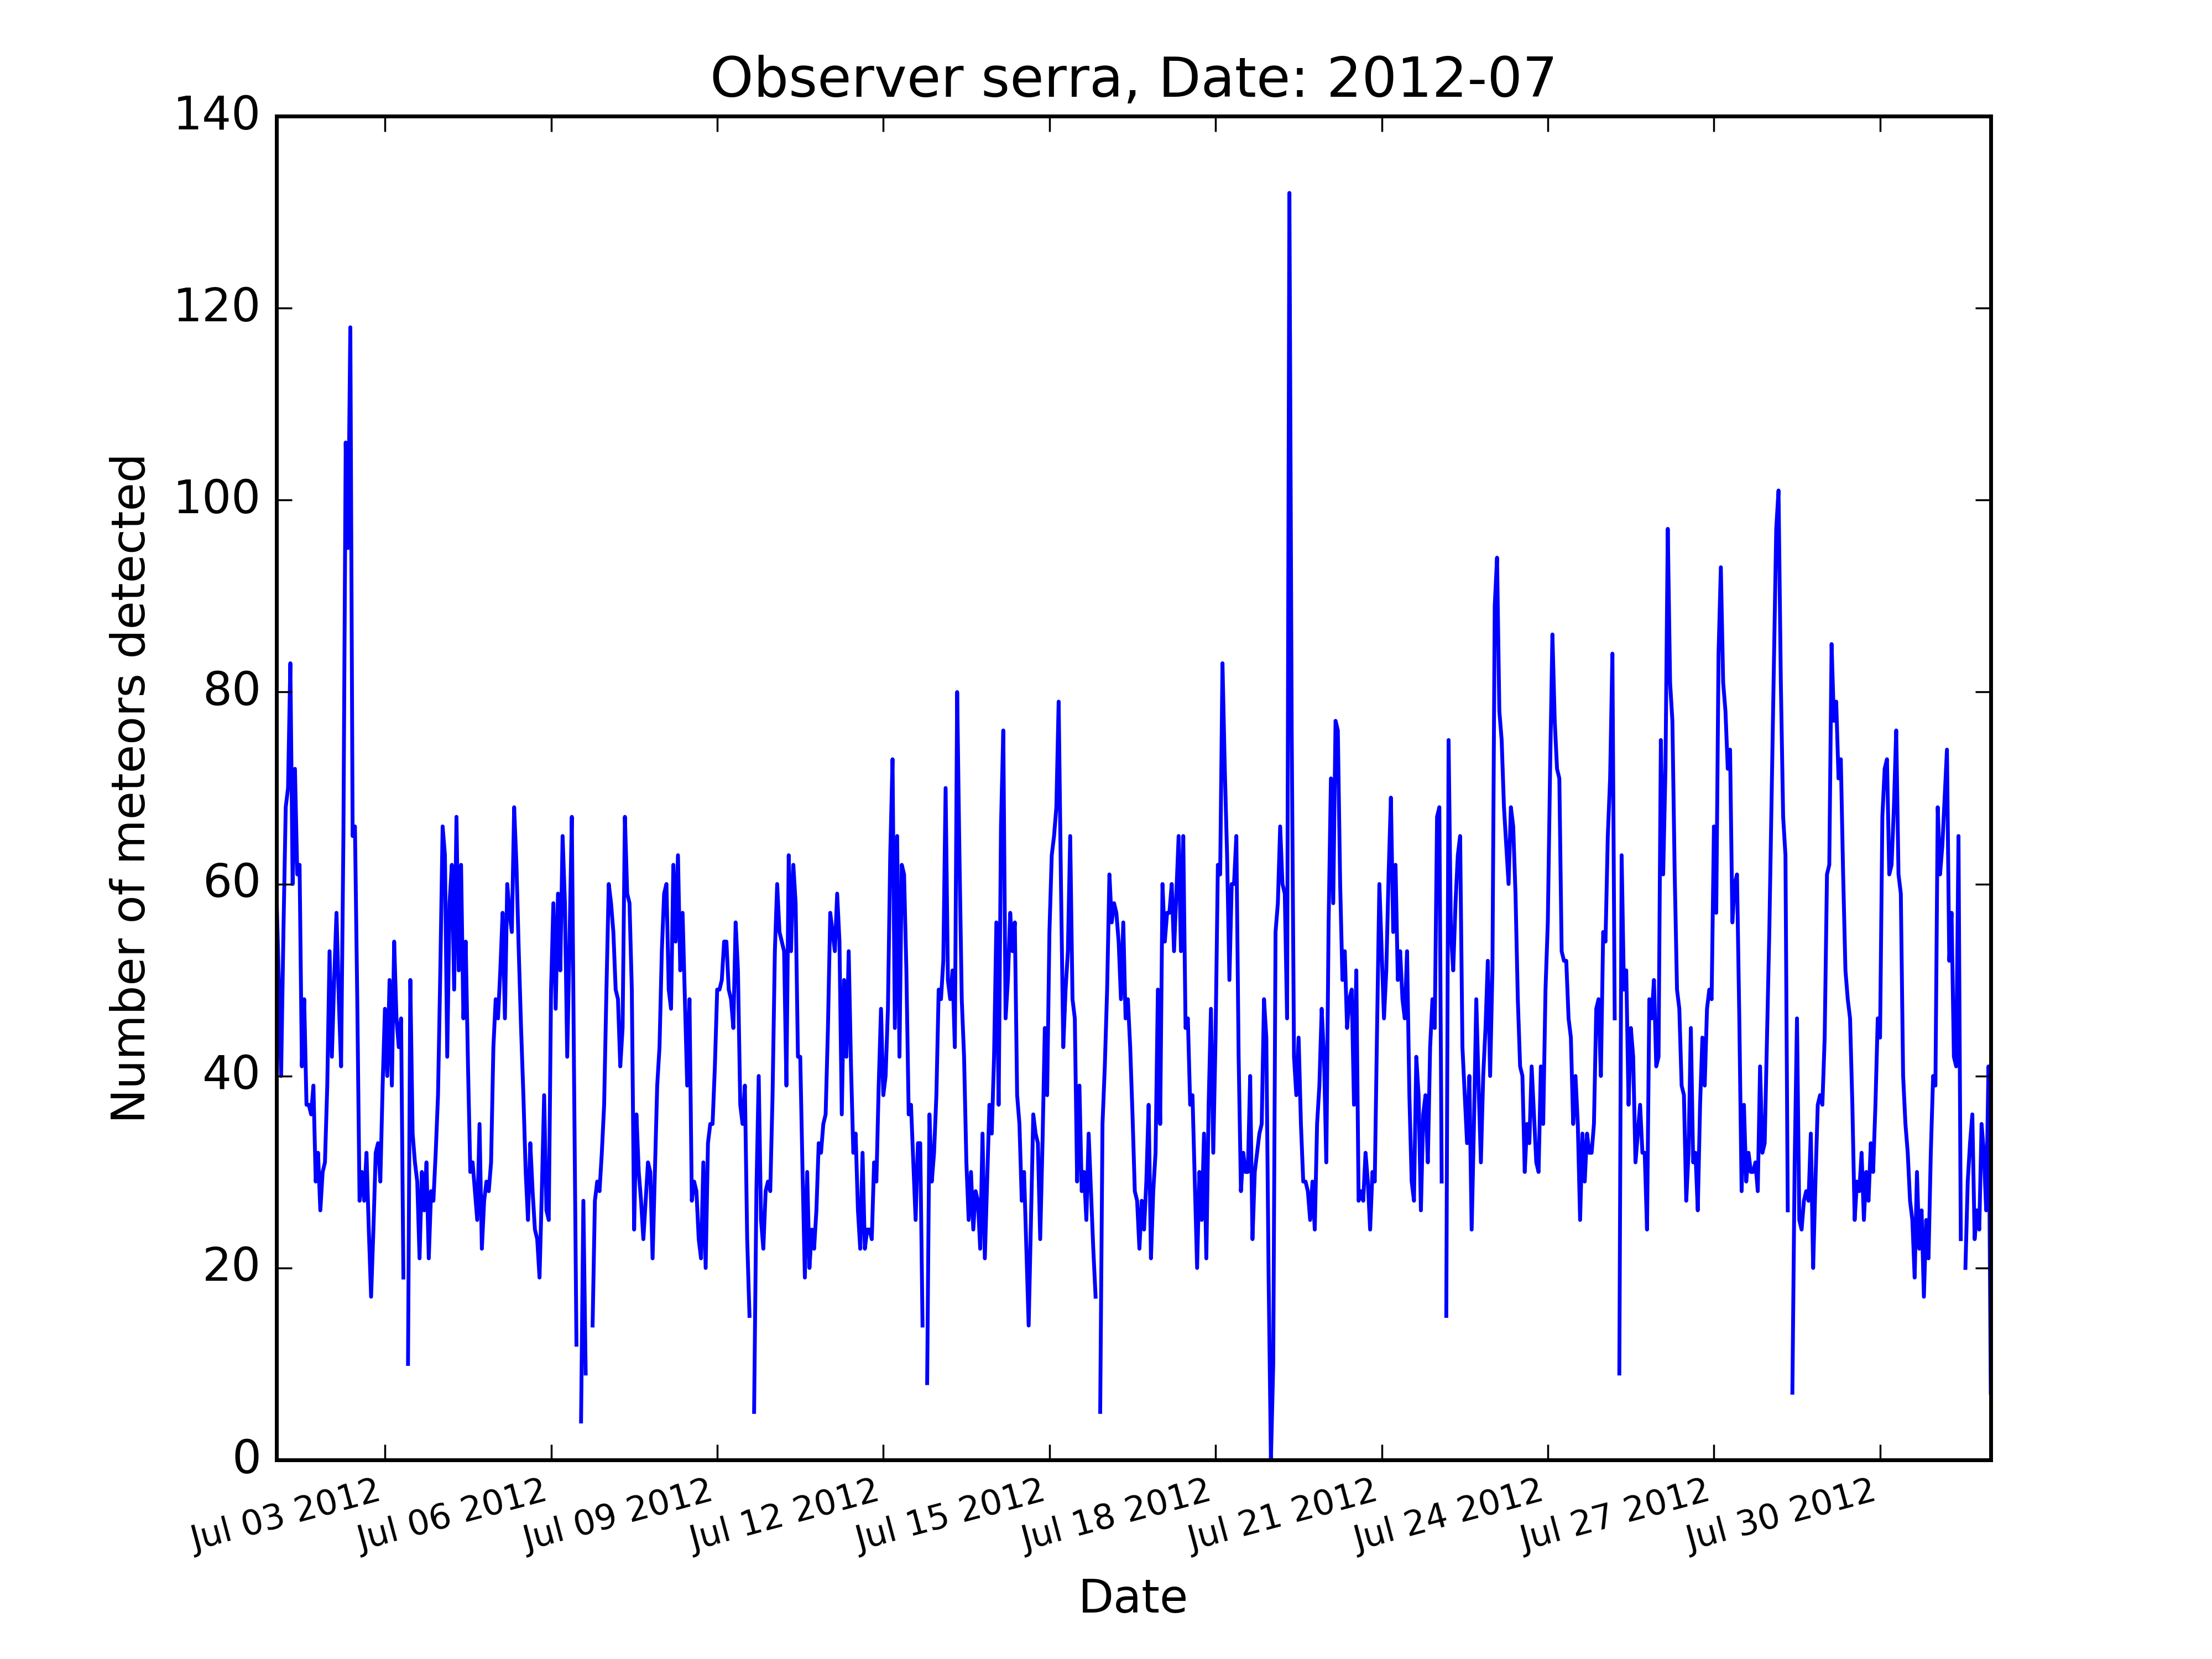 Observer serra, Date: 2012-07
140
120
100
80
60
40
20
0
Number of meteors detected
Jul 03 2012
Jul 06 2012
Jul 09 2012
Jul 12 2012
Jul 15 2012
Jul 18 2012
Jul 21 2012
Jul 24 2012
Jul 27 2012
Jul 30 2012
Date